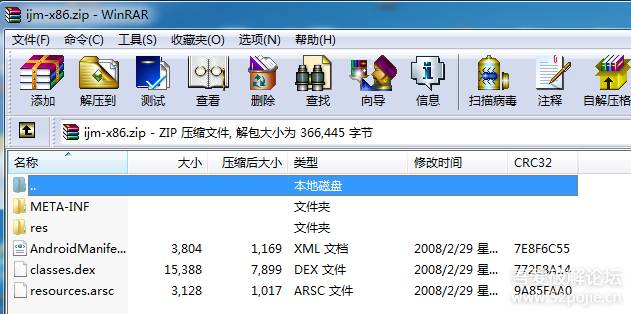 ijm-x86.zip - WinRAR
文件(F) 命令(C) 工具(S) 收藏夹(O) 选项(N) 帮助(H)
添加 解压到 测试 查看 删除 查找 向导 信息 扫描病毒 注释 自解压格
ijm-x86.zip - ZIP 压缩文件, 解包大小为 366,445 字节
名称 大小 压缩后大小 类型 修改时间 CRC32
.. 本地磁盘
META-INF 文件夹
res 文件夹
AndroidManife... 3,804 1,169 XML 文档 2008/2/29 星... 7E8F6C55
classes.dex 15,388 7,899 DEX 文件 2008/2/29 星... 772E8A14
resources.arsc 3,128 1,017 ARSC 文件 2008/2/29 星... 9A85FAA0
吾爱破解论坛
www.52pojie.cn